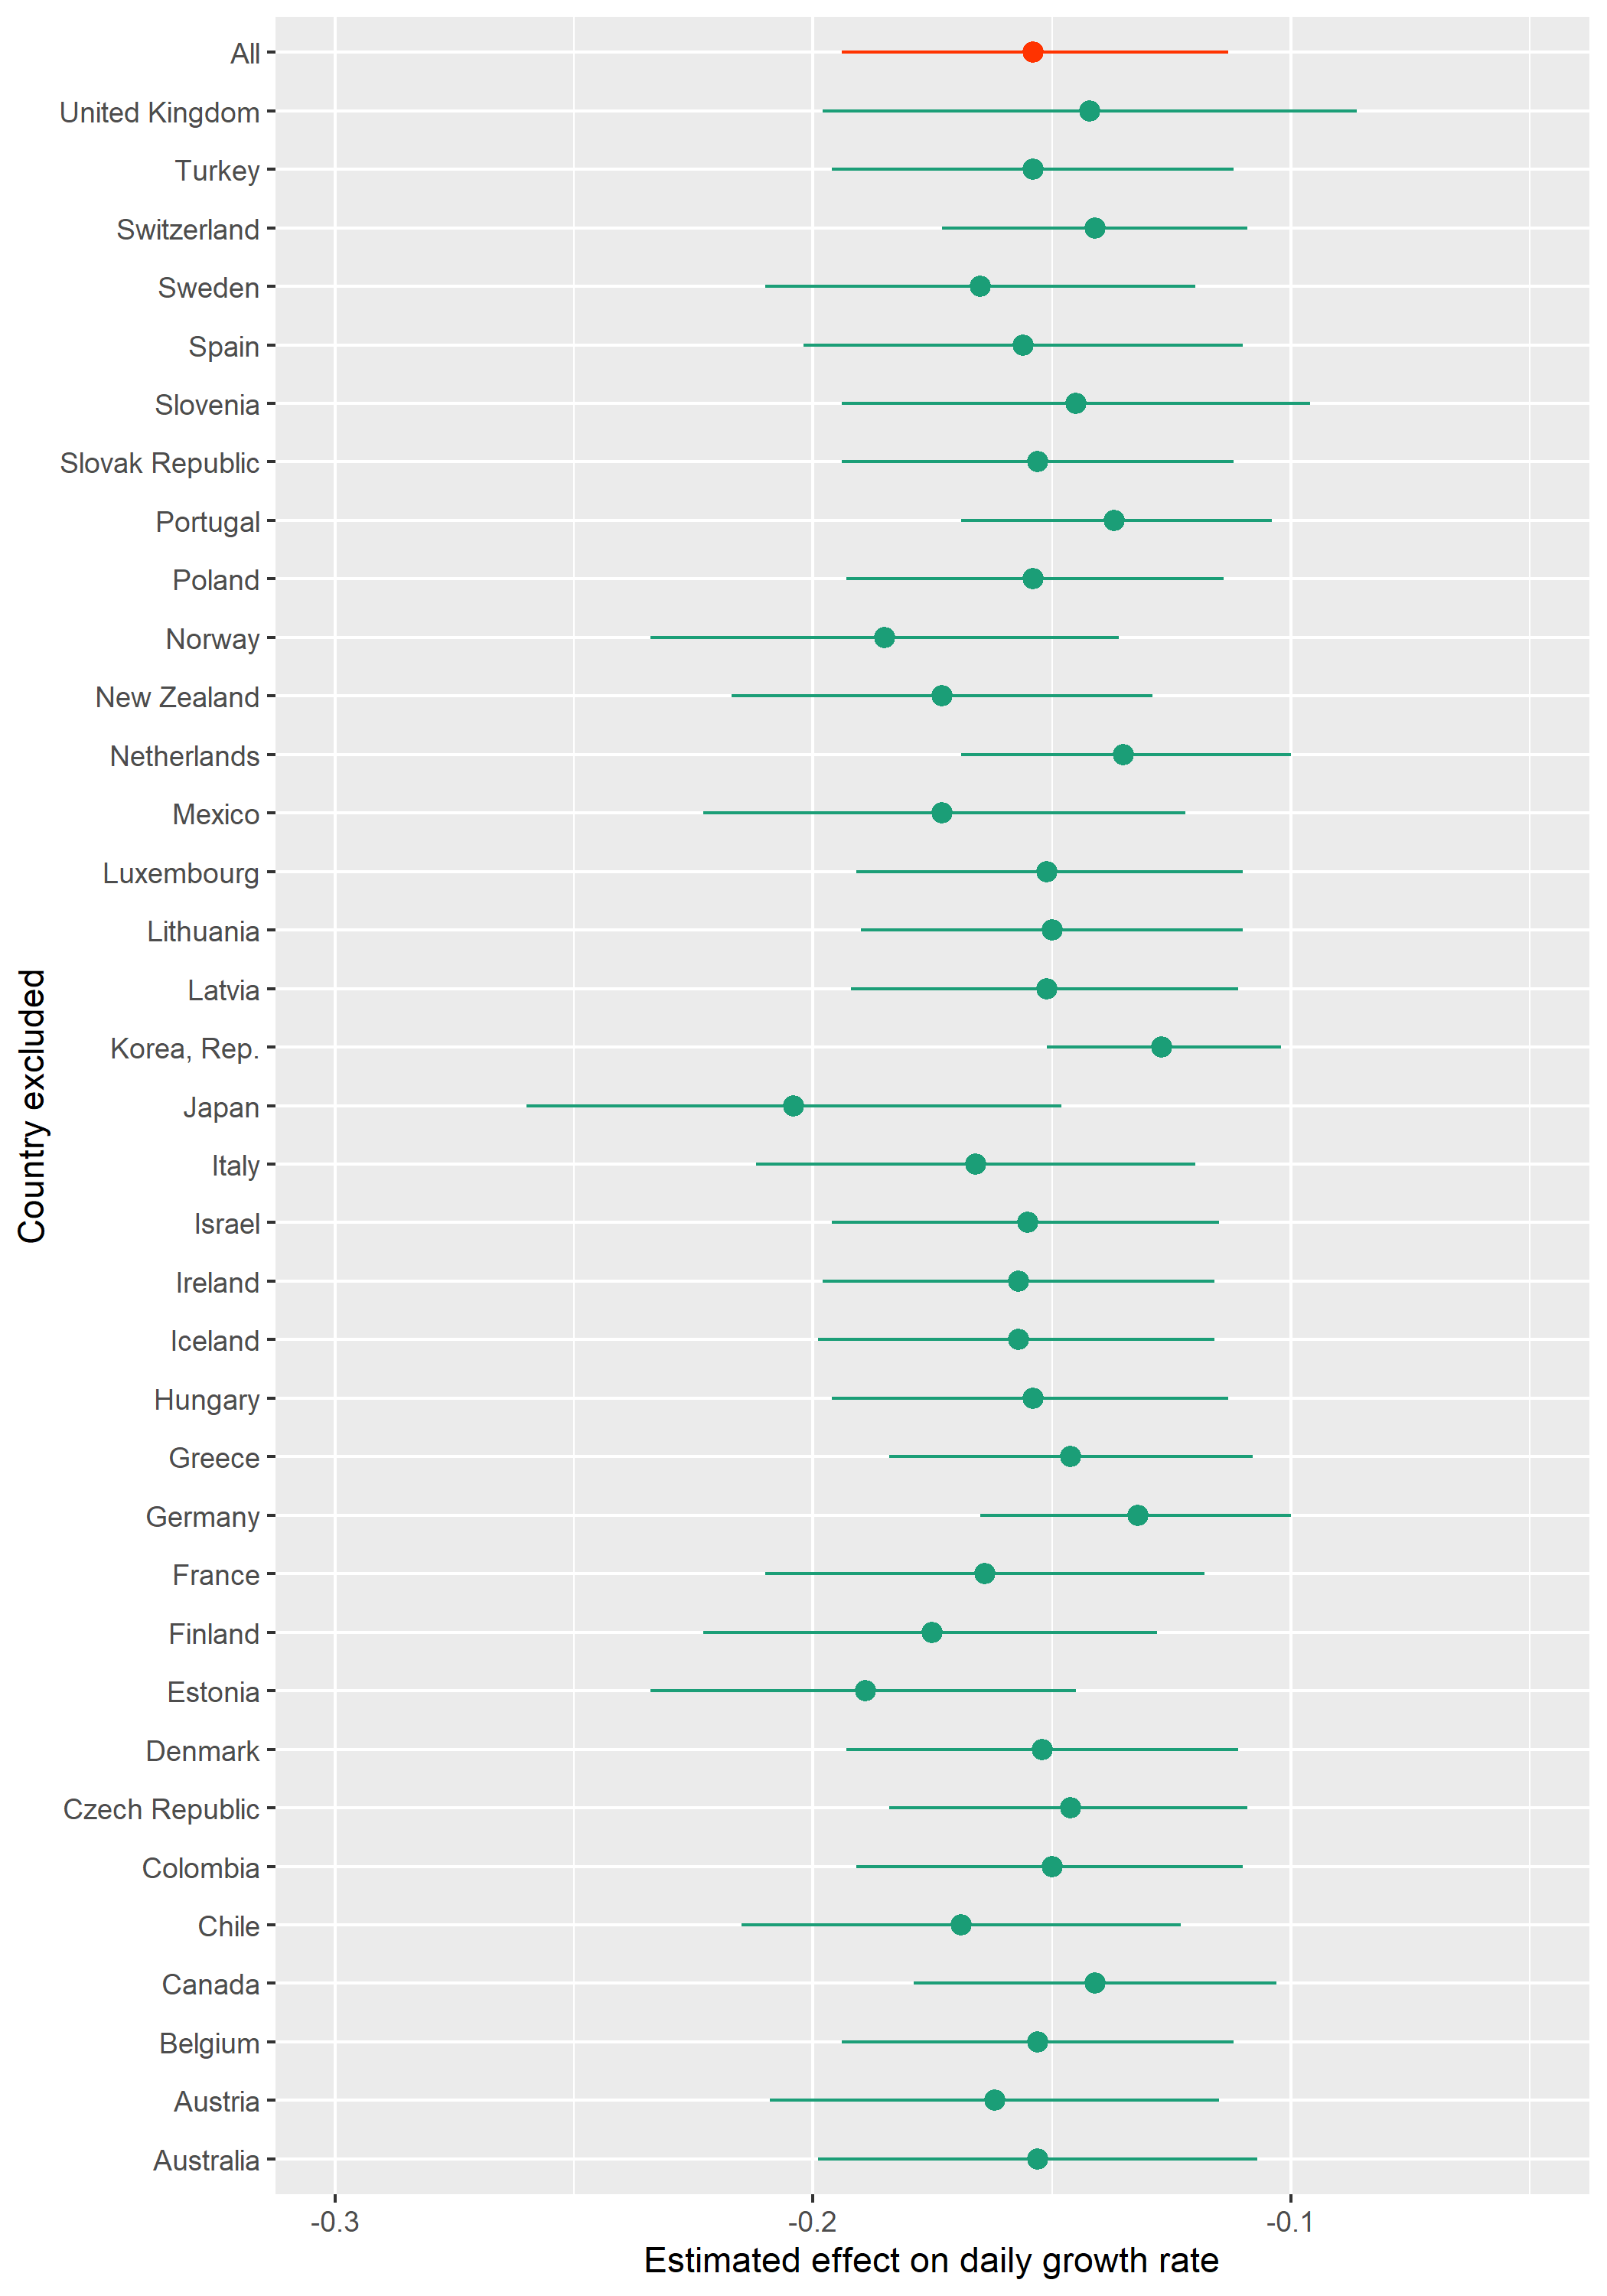 All
United Kingdom
Turkey
Switzerland
Sweden
Spain
Slovenia
Slovak Republic
Portugal
Poland
Norway
New Zealand
Netherlands
Mexico
Luxembourg
Lithuania
Latvia
Korea, Rep.
Japan
Italy
Israel
Ireland
Iceland
Hungary
Greece
Germany
France
Finland
Estonia
Denmark
Czech Republic
Colombia
Chile
Canada
Belgium
Austria
Australia
Country excluded
-0.3 -0.2 -0.1
Estimated effect on daily growth rate